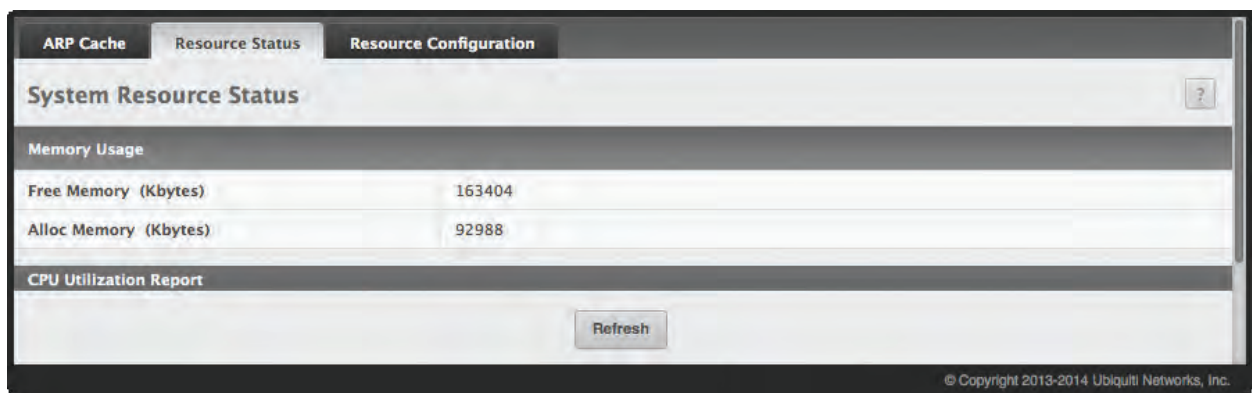 ARP Cache Resource Status Resource Configuration
System Resource Status ?
Memory Usage
Free Memory (Kbytes) 163404
Alloc Memory (Kbytes) 92988
CPU Utilization Report
Refresh
© Copyright 2013-2014 Ubiquiti Networks, Inc.